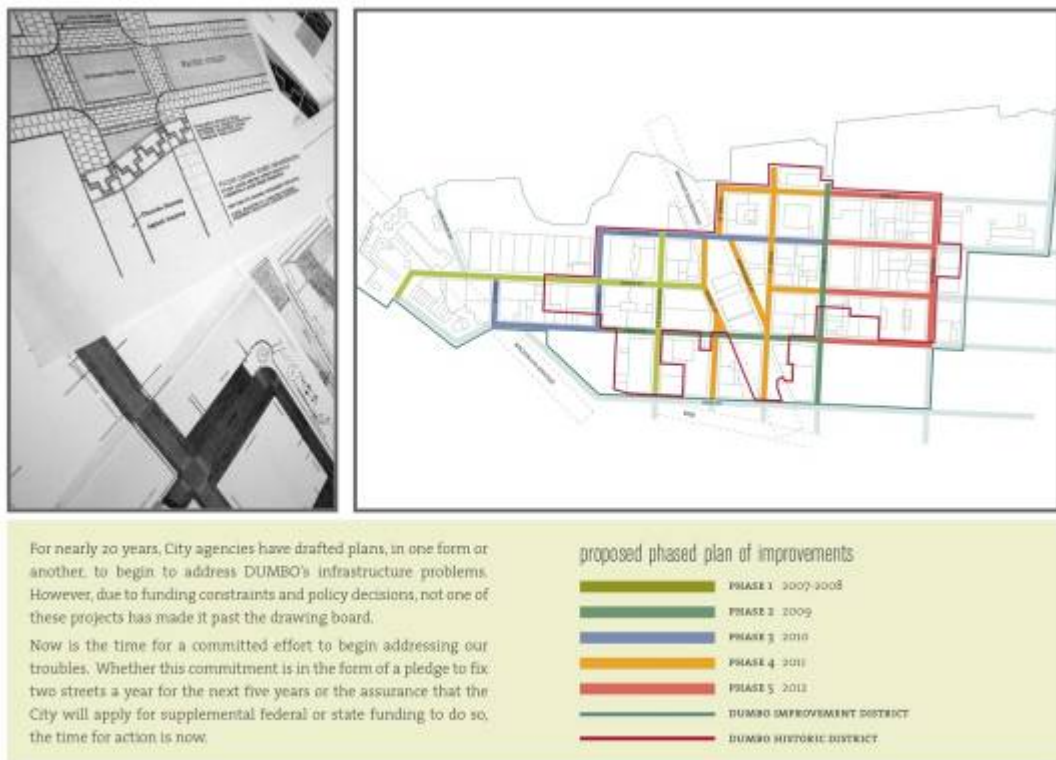 For nearly 20 years, City agencies have drafted plans, in one form or
another, to begin to address DUMBO's infrastructure problems.
However, due to funding constraints and policy decisions, not one of
these projects has made it past the drawing board.
Now is the time for a committed effort to begin addressing our
troubles. Whether this commitment is in the form of a pledge to fix
two streets a year for the next five years or the assurance that the
City will apply for supplemental federal or state funding to do so,
the time for action is now.
proposed phased plan of improvements
PHASE 1 2007-2008
PHASE 2 2009
PHASE 3 2010
PHASE 4 2011
PHASE 5 2012
DUMBO IMPROVEMENT DISTRICT
DUMBO HISTORIC DISTRICT